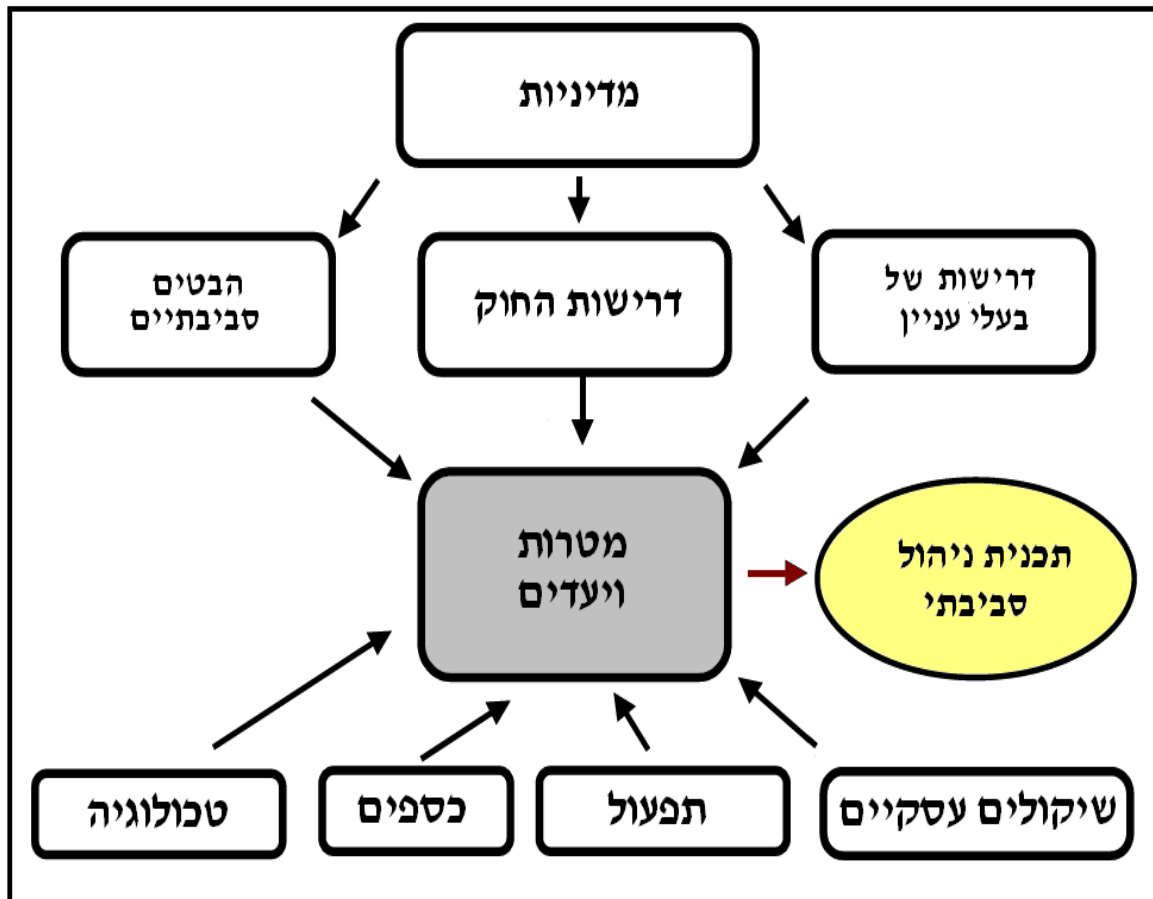 מדיניות
דרישות של
בעלי עניין
דרישות החוק
הבטים
סביבתיים
מטרות
ויעדים
תכנית ניהול
סביבתי
שיקולים עסקיים
תפעול
כספים
טכולוגיה